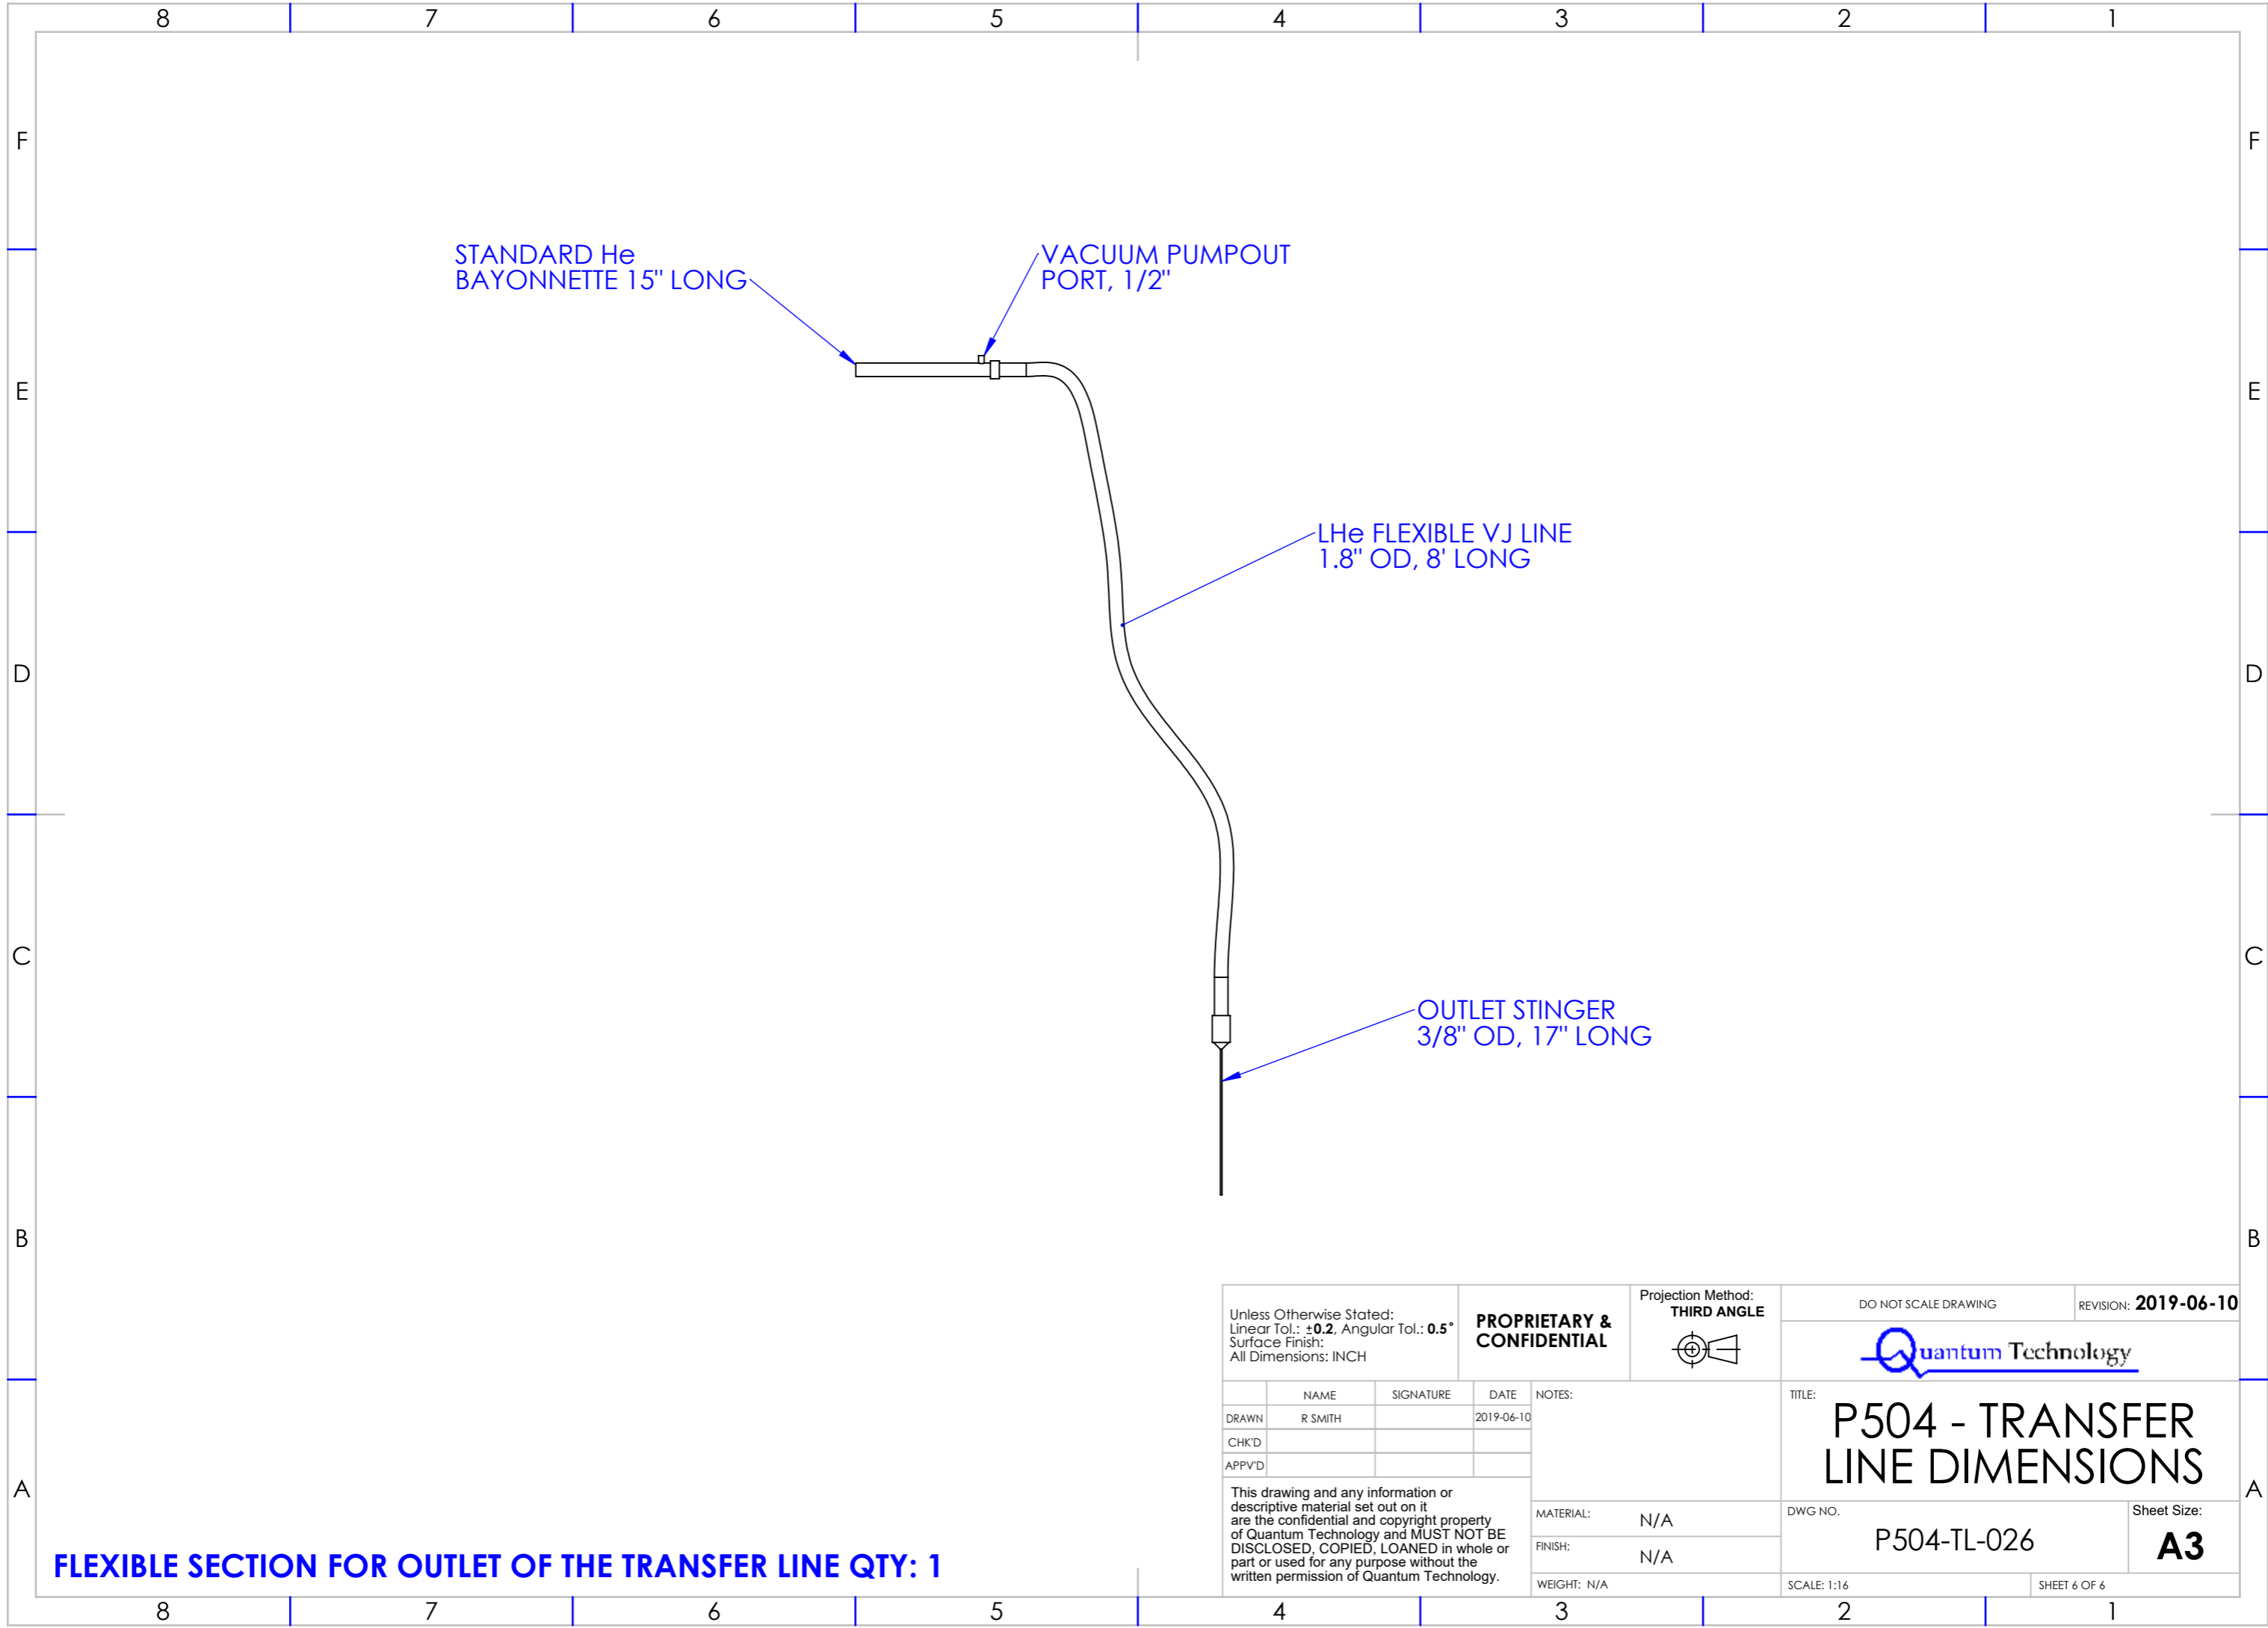 8 7 6 5 4 3 2 1
F F
STANDARD He
BAYONNETTE 15" LONG
VACUUM PUMPOUT
PORT, 1/2"
E E
LHe FLEXIBLE VJ LINE
1.8" OD, 8' LONG
D D
C C
OUTLET STINGER
3/8" OD, 17" LONG
B B
Unless Otherwise Stated:
Linear Tol.: ±0.2, Angular Tol.: 0.5°
Surface Finish:
All Dimensions: INCH
PROPRIETARY &
CONFIDENTIAL
Projection Method:
THIRD ANGLE
DO NOT SCALE DRAWING
REVISION: 2019-06-10
Quantum Technology
NAME SIGNATURE DATE
DRAWN R SMITH 2019-06-10
CHK'D
APPV'D
NOTES:
TITLE:
P504 - TRANSFER
LINE DIMENSIONS
A A
This drawing and any information or
descriptive material set out on it
are the confidential and copyright property
of Quantum Technology and MUST NOT BE
DISCLOSED, COPIED, LOANED in whole or
part or used for any purpose without the
written permission of Quantum Technology.
MATERIAL: N/A
FINISH: N/A
WEIGHT: N/A
DWG NO.
P504-TL-026
Sheet Size:
A3
SCALE: 1:16
SHEET 6 OF 6
FLEXIBLE SECTION FOR OUTLET OF THE TRANSFER LINE QTY: 1
8 7 6 5 4 3 2 1